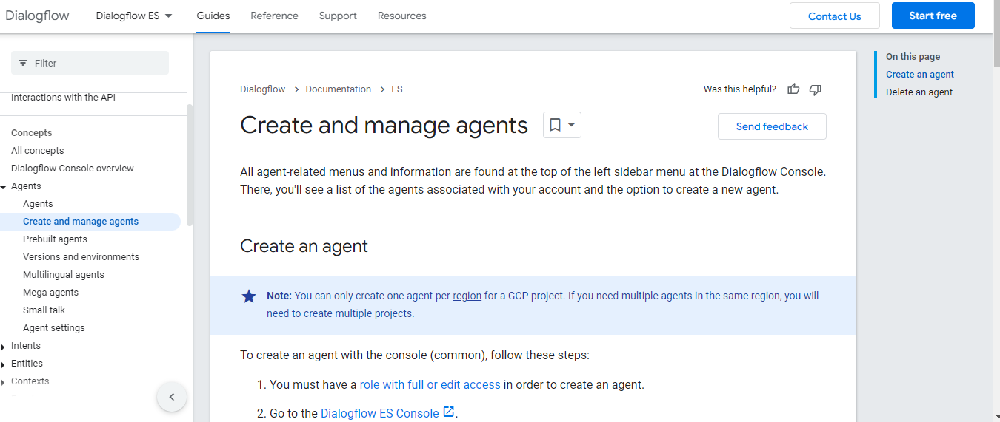 Dialogflow
Dialogflow ES
Guides
Reference
Support
Resources
Contact Us
Start free
Filter
Interactions with the API
Concepts
All concepts
Dialogflow Console overview
Agents
Agents
Create and manage agents
Prebuilt agents
Versions and environments
Multilingual agents
Mega agents
Small talk
Agent settings
Intents
Entities
Contexts
Dialogflow > Documentation > ES
Was this helpful?
Create and manage agents
Send feedback
All agent-related menus and information are found at the top of the left sidebar menu at the Dialogflow Console.
There, you'll see a list of the agents associated with your account and the option to create a new agent.
Create an agent
Note: You can only create one agent per region for a GCP project. If you need multiple agents in the same region, you will
need to create multiple projects.
To create an agent with the console (common), follow these steps:
1. You must have a role with full or edit access in order to create an agent.
2. Go to the Dialogflow ES Console .
On this page
Create an agent
Delete an agent